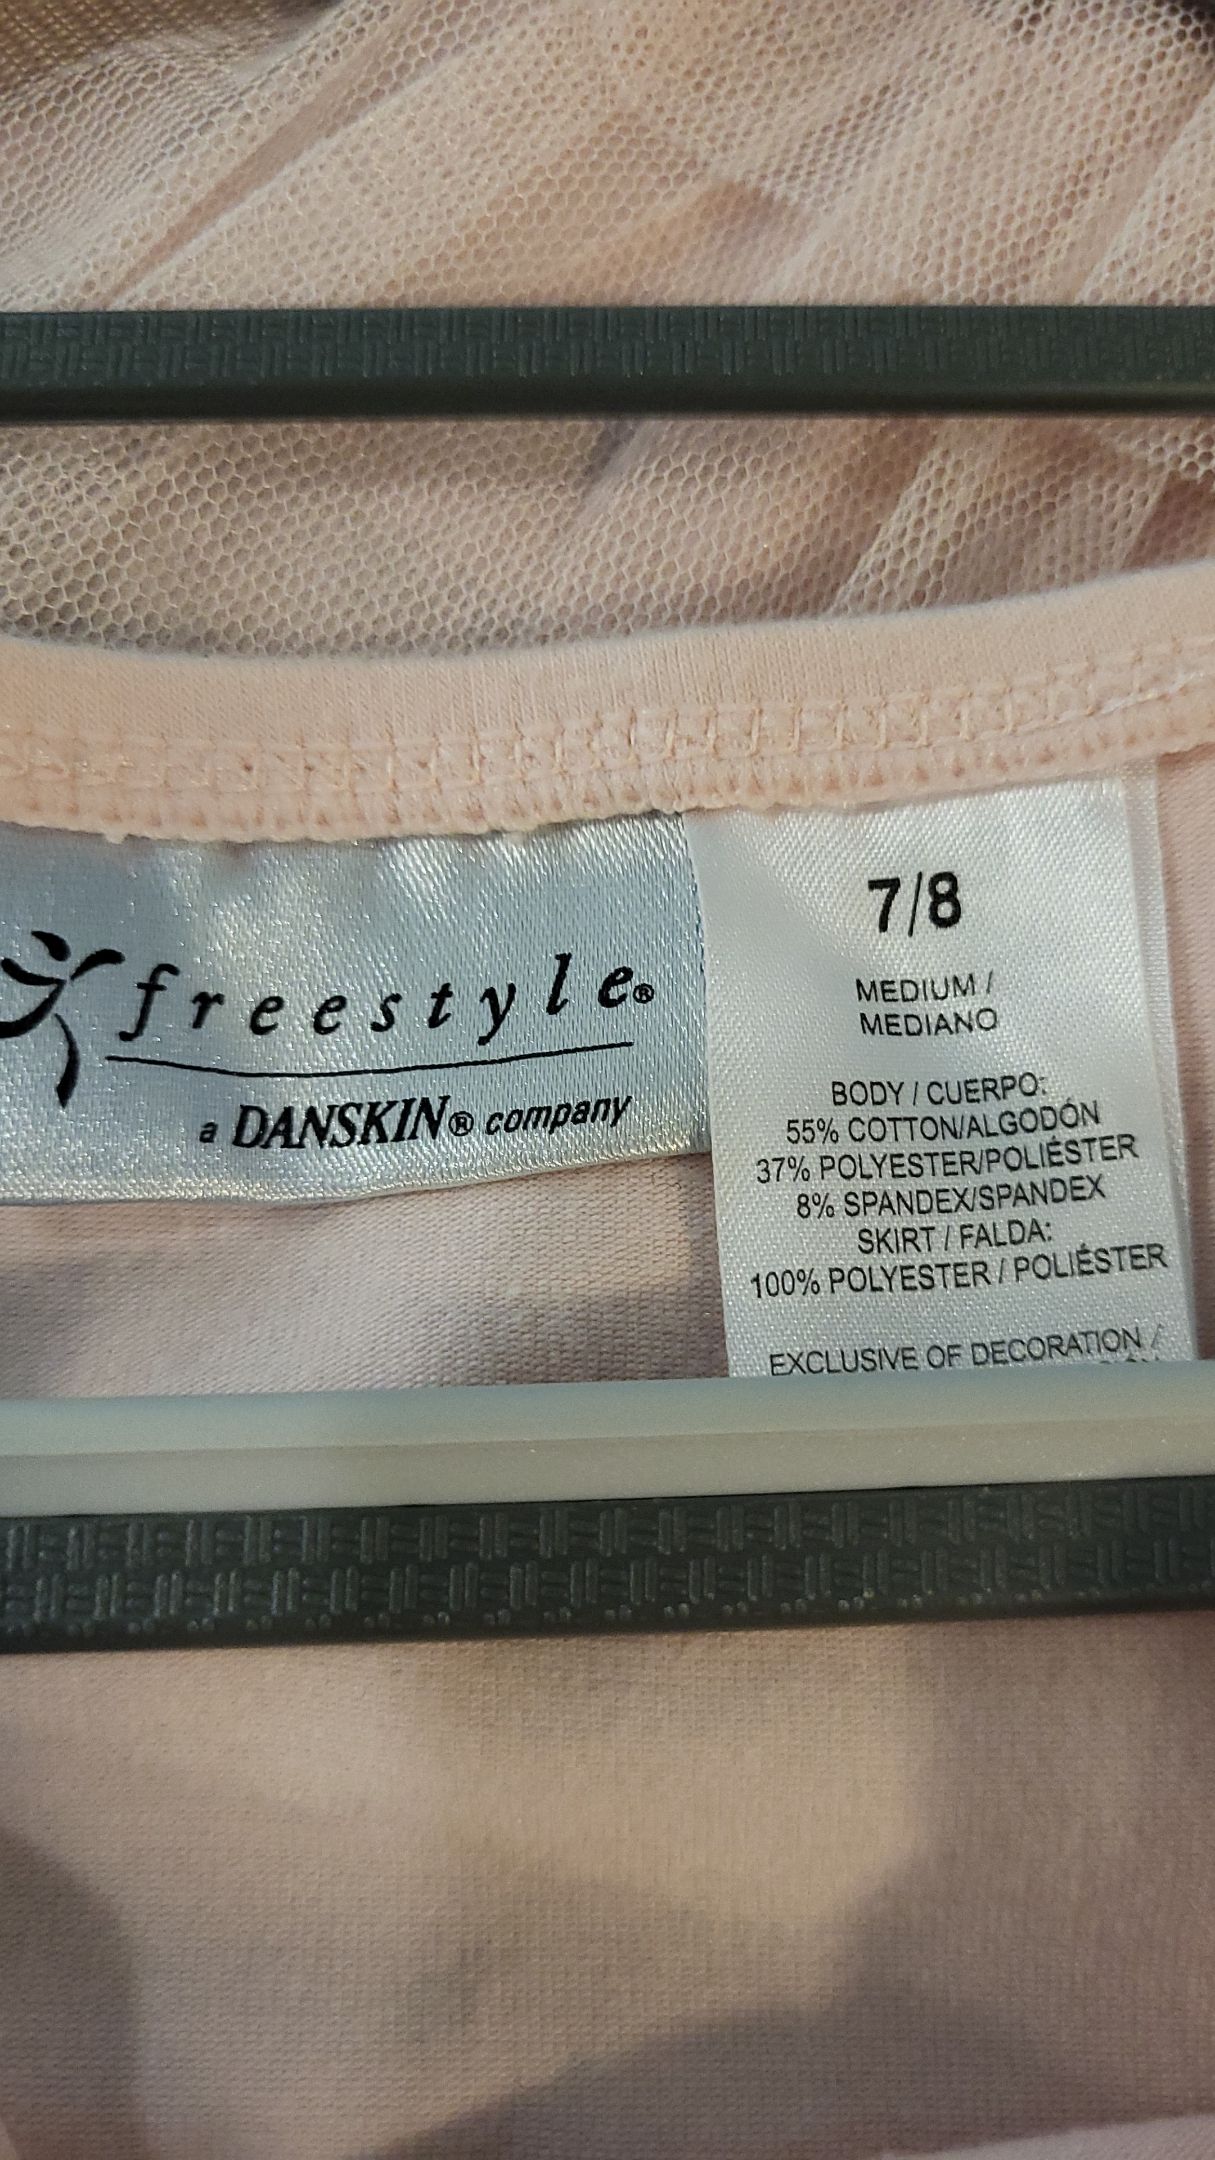 freestyle®
a DANSKIN® company
7/8
MEDIUM /
MEDIANO
BODY / CUERPO:
55% COTTON/ALGODÓN
37% POLYESTER/POLIÉSTER
8% SPANDEX/SPANDEX
SKIRT / FALDA:
100% POLYESTER / POLIÉSTER
EXCLUSIVE OF DECORATION /